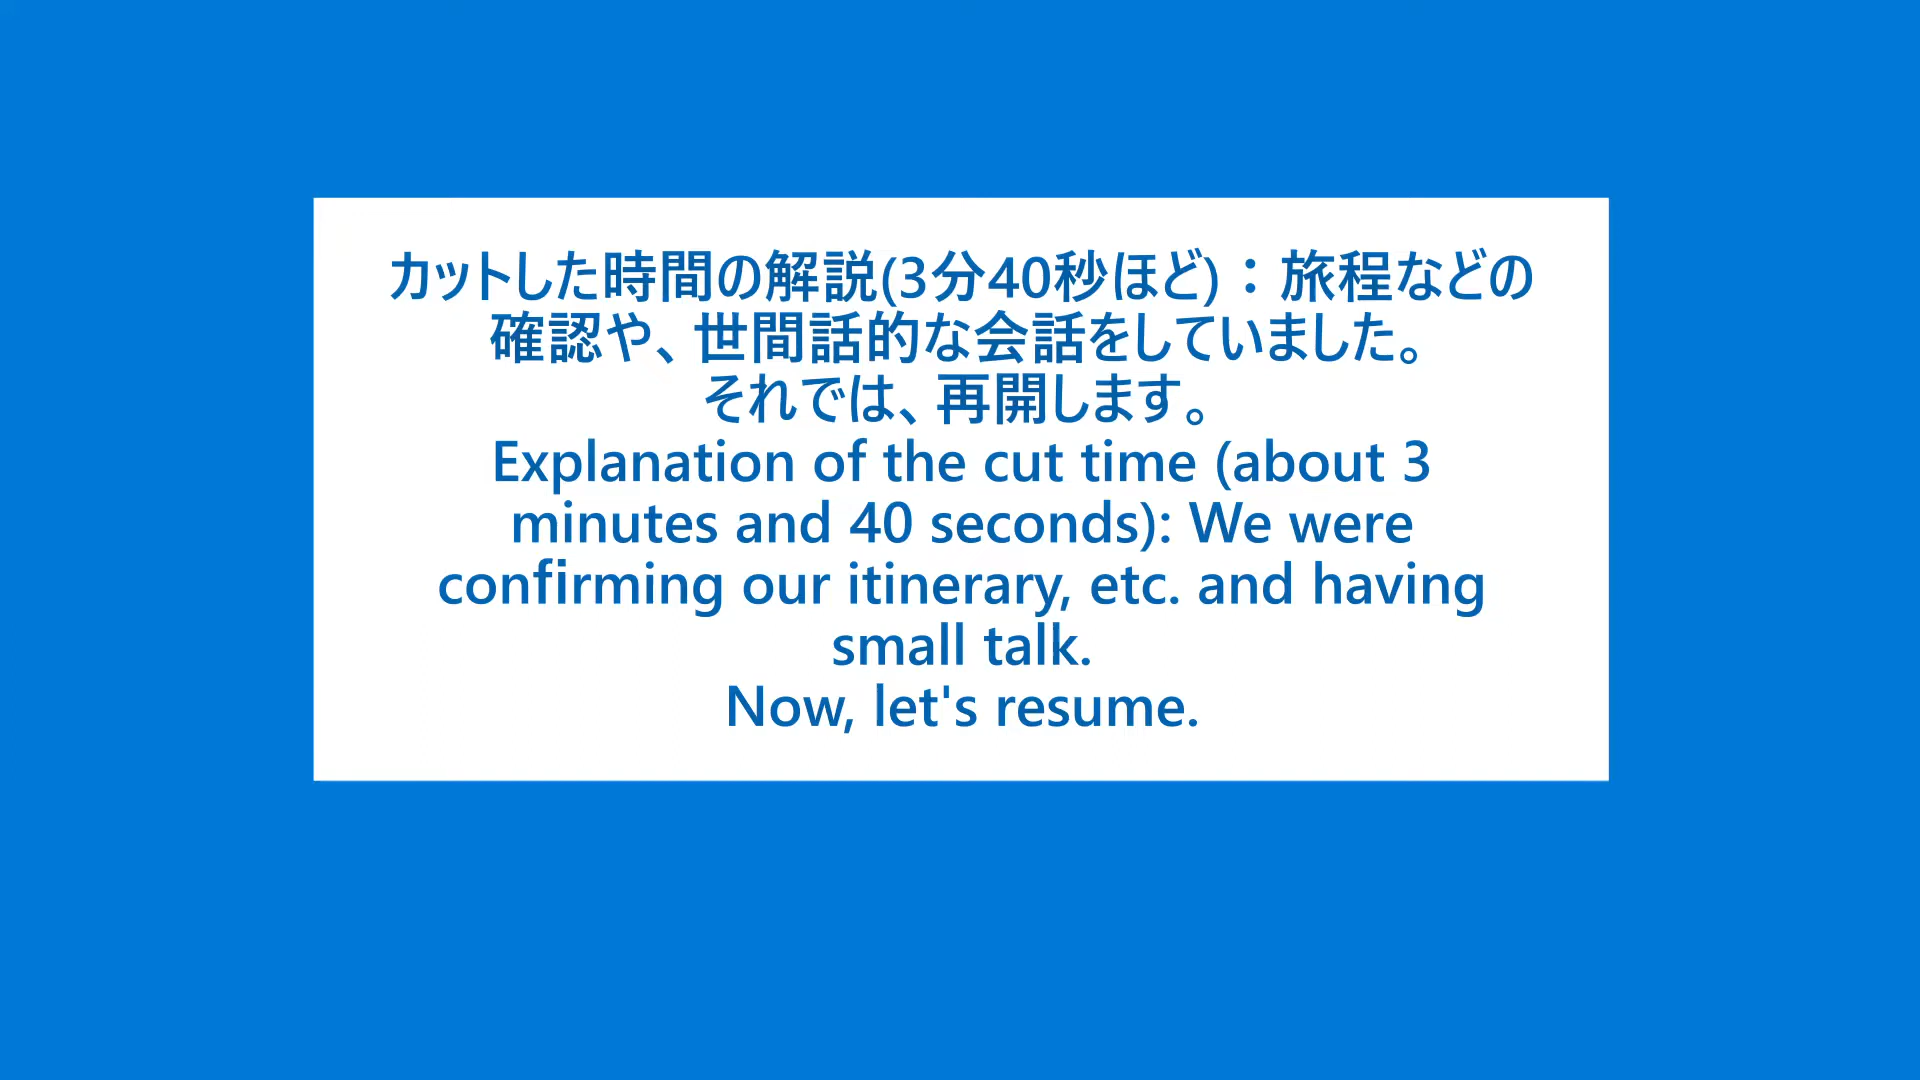 カットした時間の解説(3分40秒ほど)：旅程などの
確認や、世間話的な会話をしていました。
それでは、再開します。
Explanation of the cut time (about 3
minutes and 40 seconds): We were
confirming our itinerary, etc. and having
small talk.
Now, let's resume.